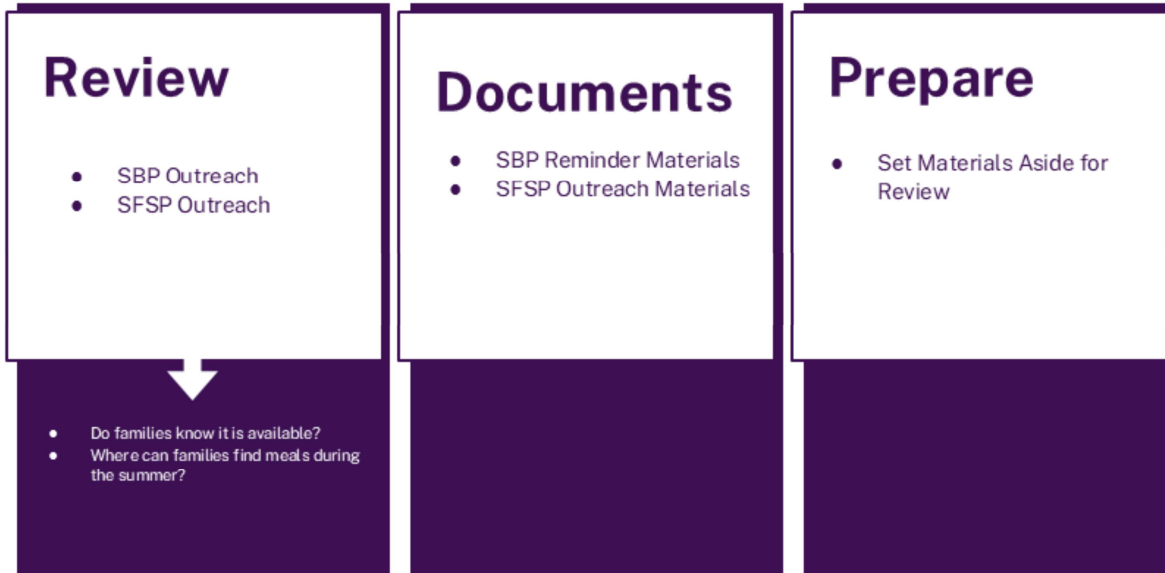 Review
● SBP Outreach
● SFSP Outreach
● Do families know it is available?
● Where can families find meals during
the summer?
Documents
● SBP Reminder Materials
● SFSP Outreach Materials
Prepare
● Set Materials Aside for
Review